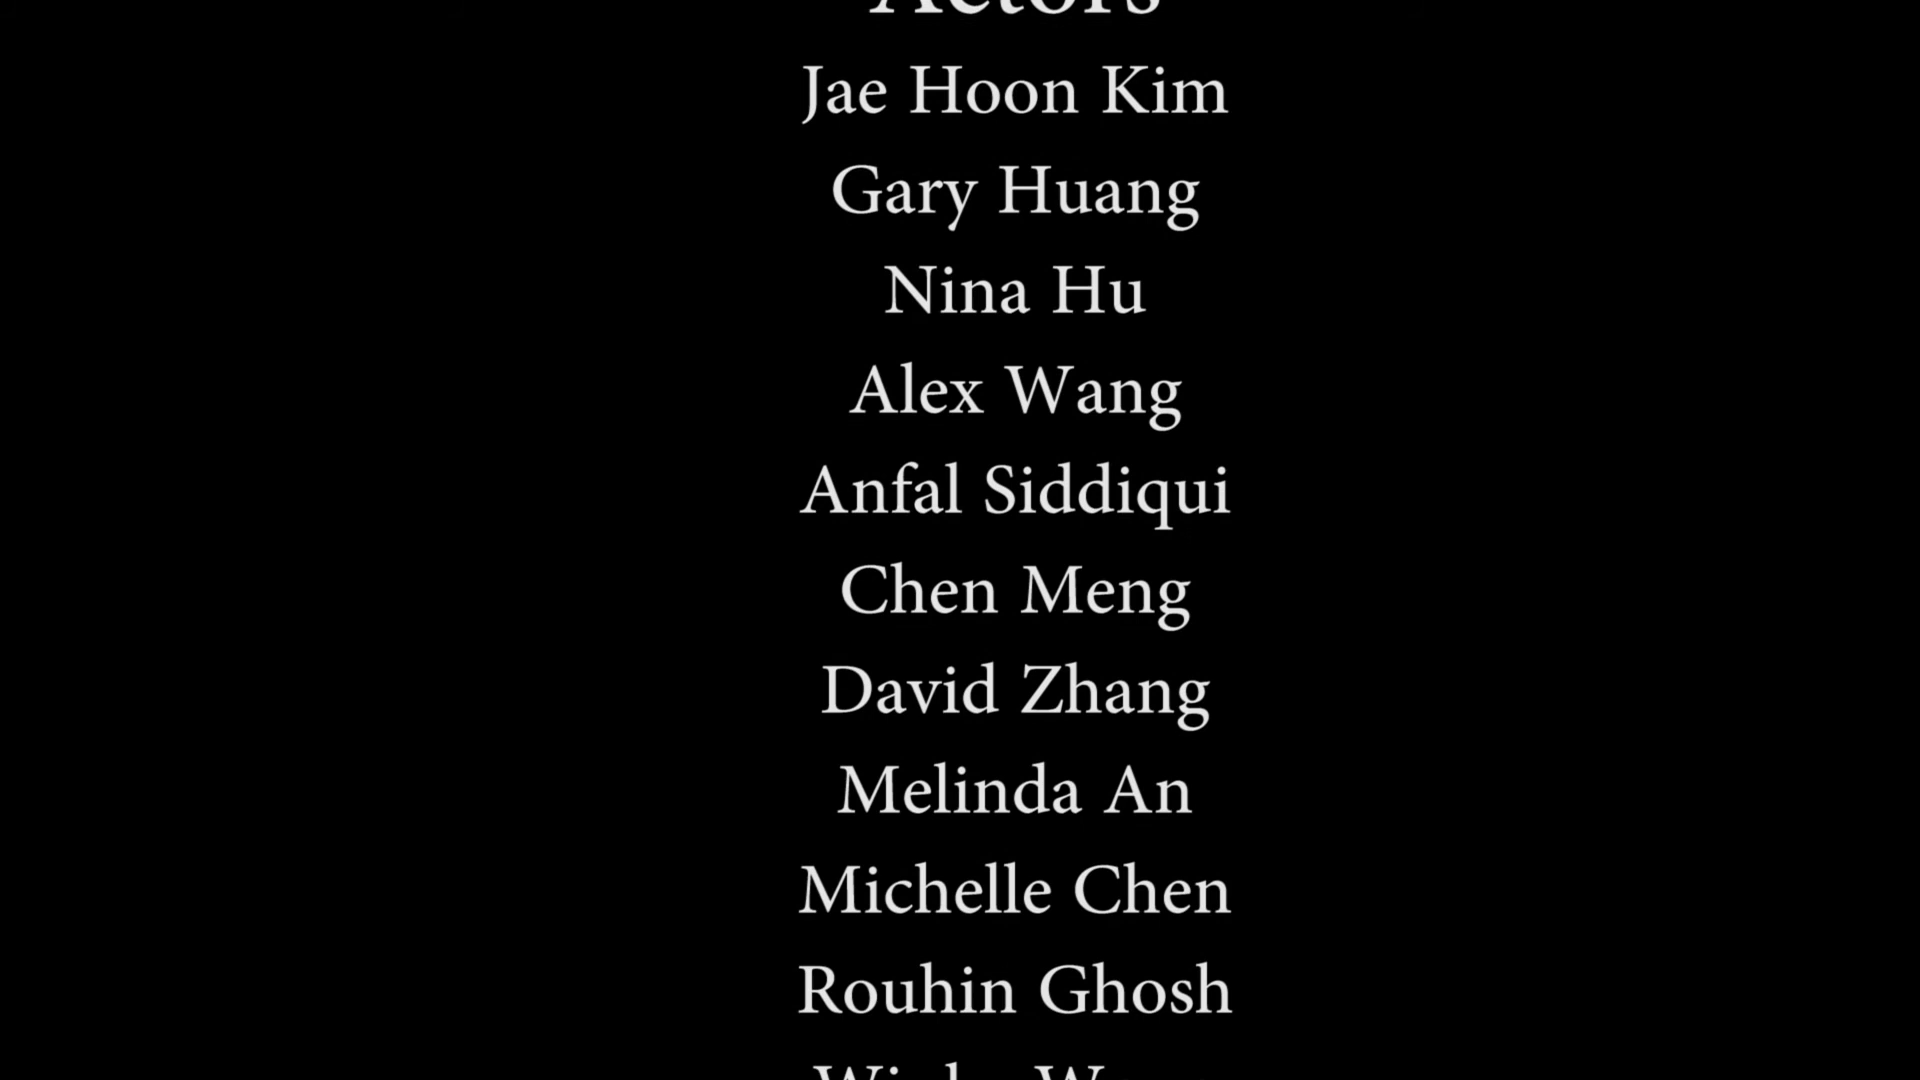 Actors
Jae Hoon Kim
Gary Huang
Nina Hu
Alex Wang
Anfal Siddiqui
Chen Meng
David Zhang
Melinda An
Michelle Chen
Rouhin Ghosh